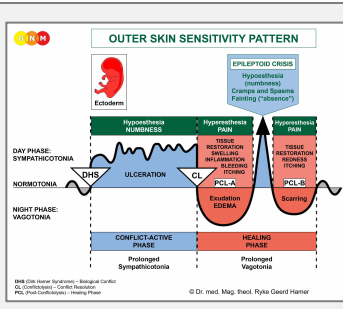 GNM
OUTER SKIN SENSITIVITY PATTERN
EPILEPTOID CRISIS
Hypoesthesia
(numbness)
Cramps and Spasms
Fainting ("absence")
Ectoderm
Hypoesthesia
NUMBNESS
Hyperesthesia
PAIN
Hyperesthesia
PAIN
DAY PHASE:
SYMPATHICOTONIA
TISSUE
RESTORATION
SWELLING
INFLAMMATION
BLEEDING
ITCHING
TISSUE
RESTORATION
REDNESS
ITCHING
DHS
ULCERATION
CL
PCL-A
PCL-B
NORMOTONIA
NIGHT PHASE:
VAGOTONIA
Exudation
EDEMA
Scarring
CONFLICT-ACTIVE
PHASE
HEALING
PHASE
Prolonged
Sympathicotonia
Prolonged
Vagotonia
DHS (Dirk Hamer Syndrome) – Biological Conflict
CL (Conflictolysis) – Conflict Resolution
PCL (Post-Conflictolysis) – Healing Phase
© Dr. med. Mag. theol. Ryke Geerd Hamer